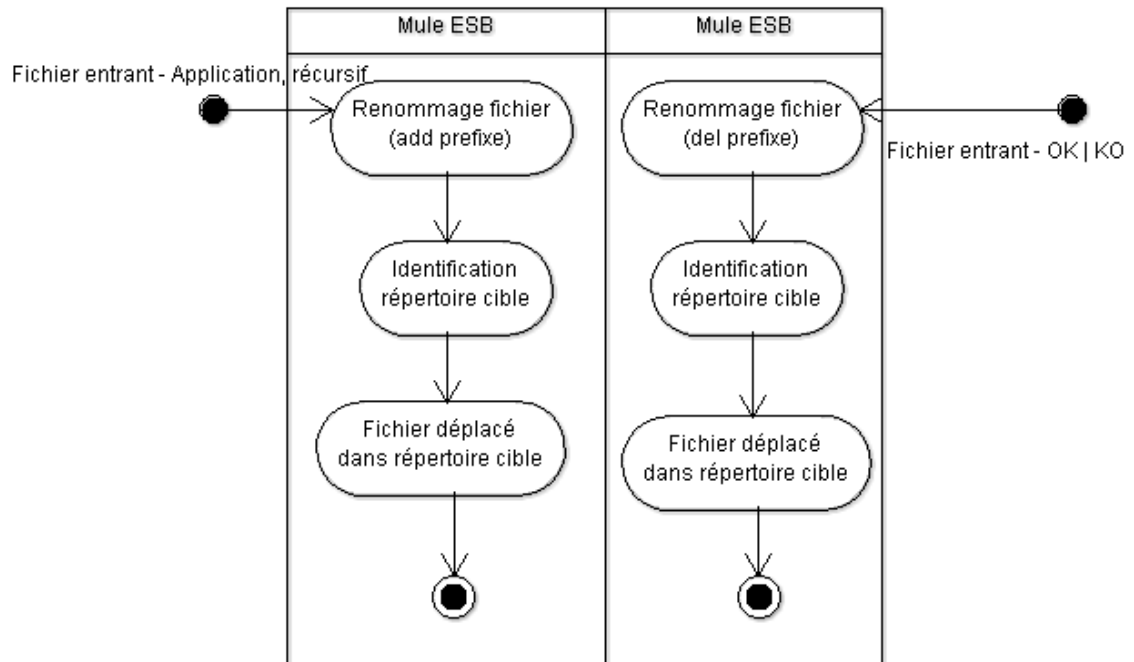 Mule ESB
Mule ESB
Fichier entrant - Application, récursif
Renommage fichier
(add prefixe)
Renommage fichier
(del prefixe)
Fichier entrant - OK | KO
Identification
répertoire cible
Identification
répertoire cible
Fichier déplacé
dans répertoire cible
Fichier déplacé
dans répertoire cible